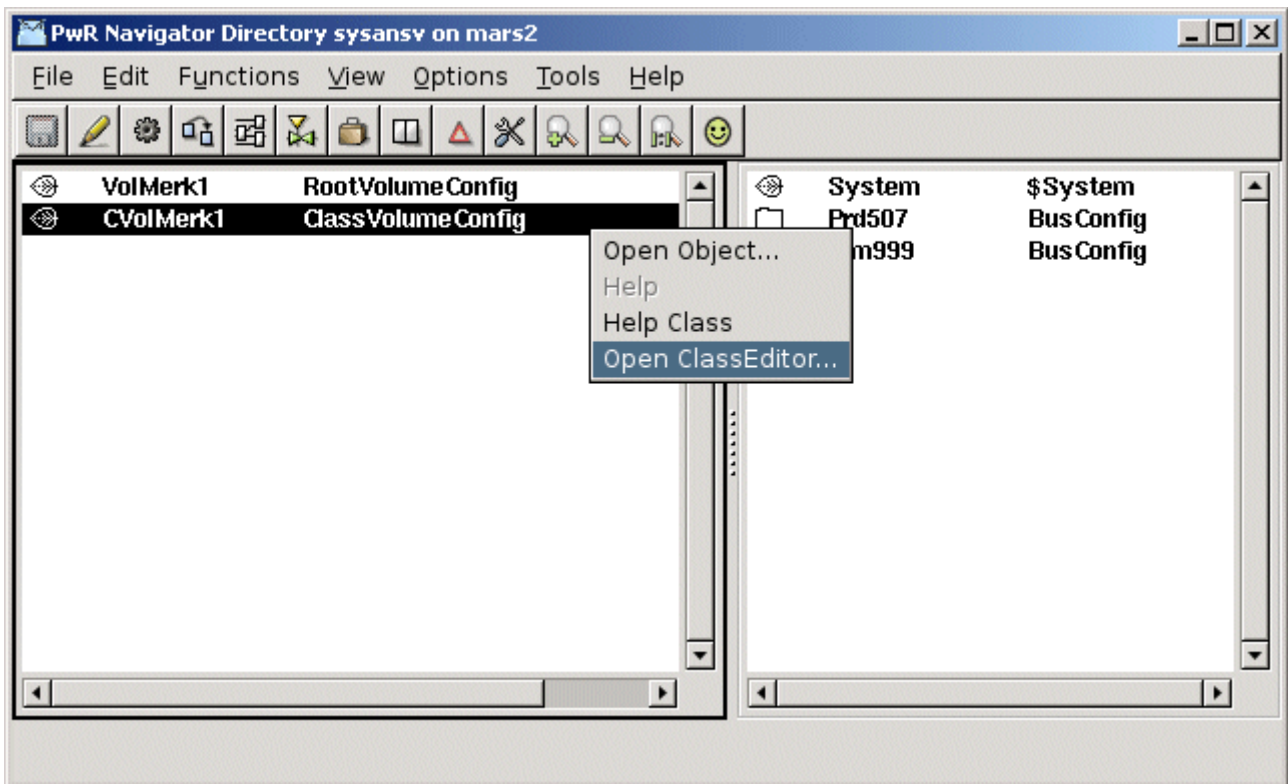 PwR Navigator Directory sysansv on mars2
File Edit Functions View Options Tools Help
VolMerk1 RootVolumeConfig
CVolMerk1 ClassVolumeConfig
System $System
Prd507 BusConfig
m999 BusConfig
Open Object...
Help
Help Class
Open ClassEditor...